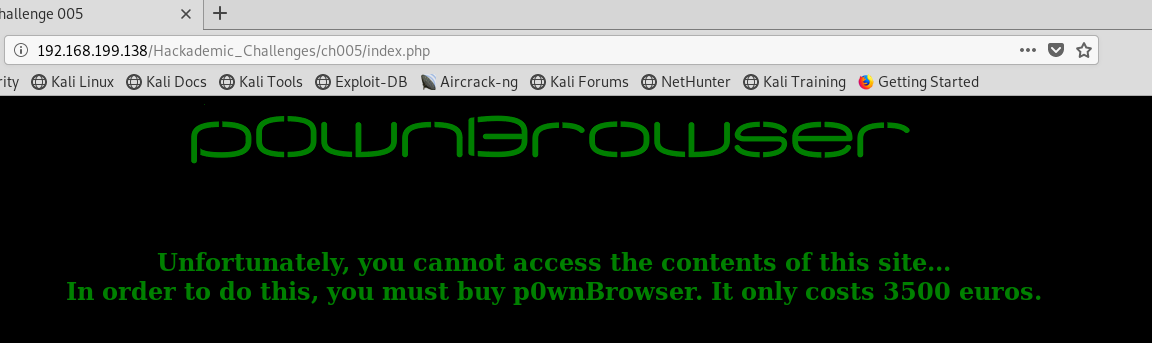 hallenge 005
192.168.199.138/Hackademic_Challenges/ch005/index.php
rity Kali Linux Kali Docs Kali Tools Exploit-DB Aircrack-ng Kali Forums NetHunter Kali Training Getting Started
p0wnBrowser
Unfortunately, you cannot access the contents of this site...
In order to do this, you must buy p0wnBrowser. It only costs 3500 euros.